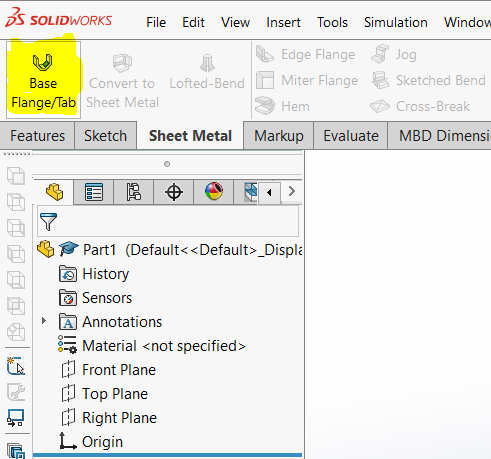 SOLIDWORKS File Edit View Insert Tools Simulation Window
Base
Flange/Tab
Convert to
Sheet Metal
Lofted-Bend
Edge Flange
Miter Flange
Hem
Jog
Sketched Bend
Cross-Break
Features Sketch Sheet Metal Markup Evaluate MBD Dimensi
Part1 (Default<<Default>_Displa
History
Sensors
Annotations
Material <not specified>
Front Plane
Top Plane
Right Plane
Origin